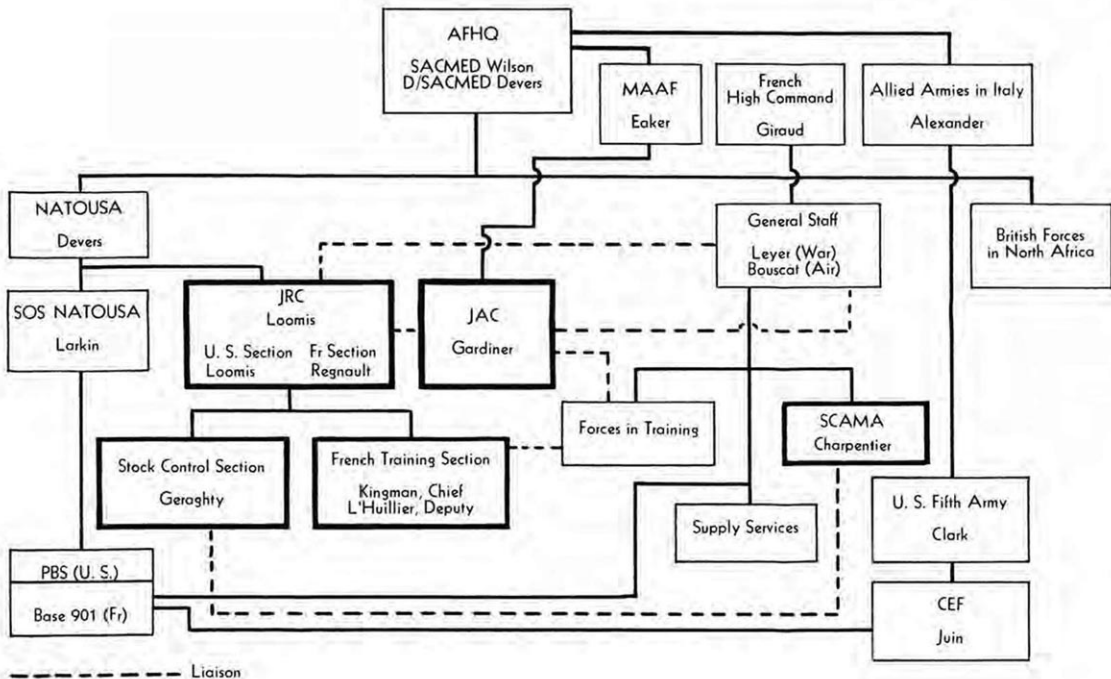 AFHQ
SACMED Wilson
D/SACMED Devers
MAAF
Eaker
French
High Command
Giraud
Allied Armies in Italy
Alexander
NATOUSA
Devers
General Staff
Leyer (War)
Bouscat (Air)
British Forces
in North Africa
SOS NATOUSA
Larkin
JRC
Loomis
U. S. Section Fr Section
Loomis Regnault
JAC
Gardiner
Forces in Training
SCAMA
Charpentier
Stock Control Section
Geraghty
French Training Section
Kingman, Chief
L'Huillier, Deputy
Supply Services
U. S. Fifth Army
Clark
PBS (U. S.)
Base 901 (Fr)
CEF
Juin
Liaison